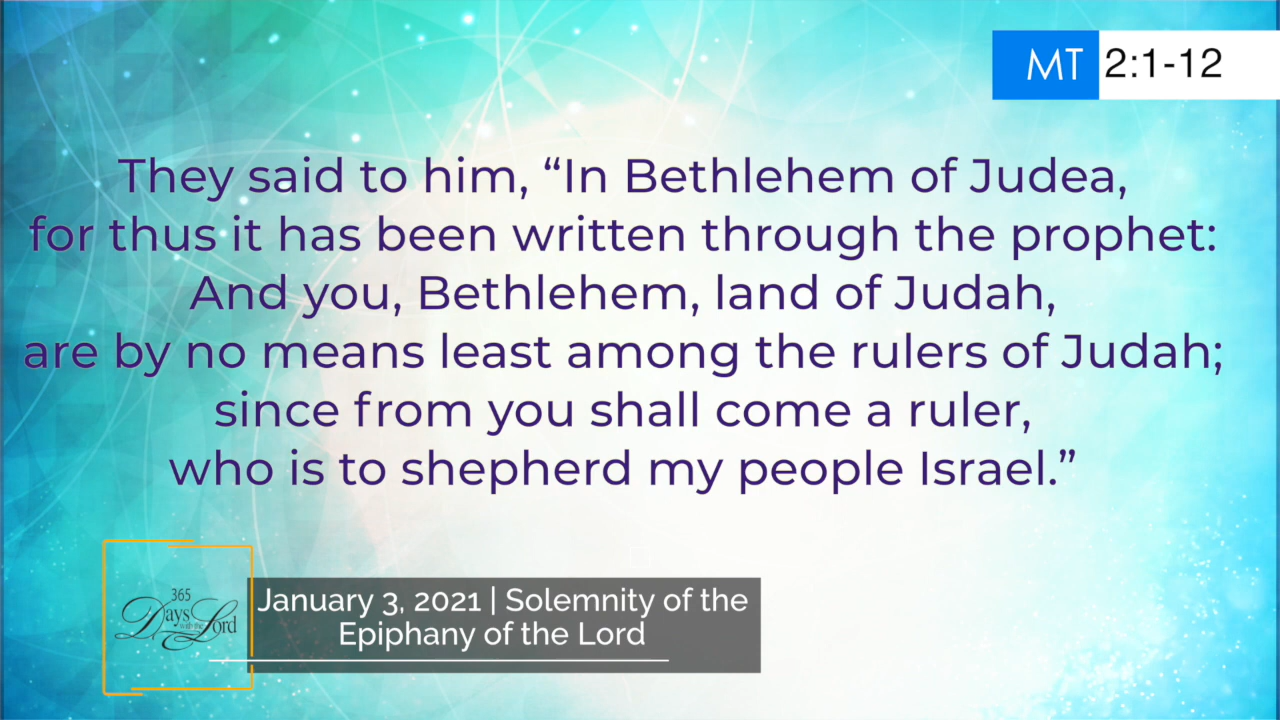 MT 2:1-12
They said to him, “In Bethlehem of Judea,
for thus it has been written through the prophet:
And you, Bethlehem, land of Judah,
are by no means least among the rulers of Judah;
since from you shall come a ruler,
who is to shepherd my people Israel.”
365
Days with the Lord
January 3, 2021 | Solemnity of the
Epiphany of the Lord